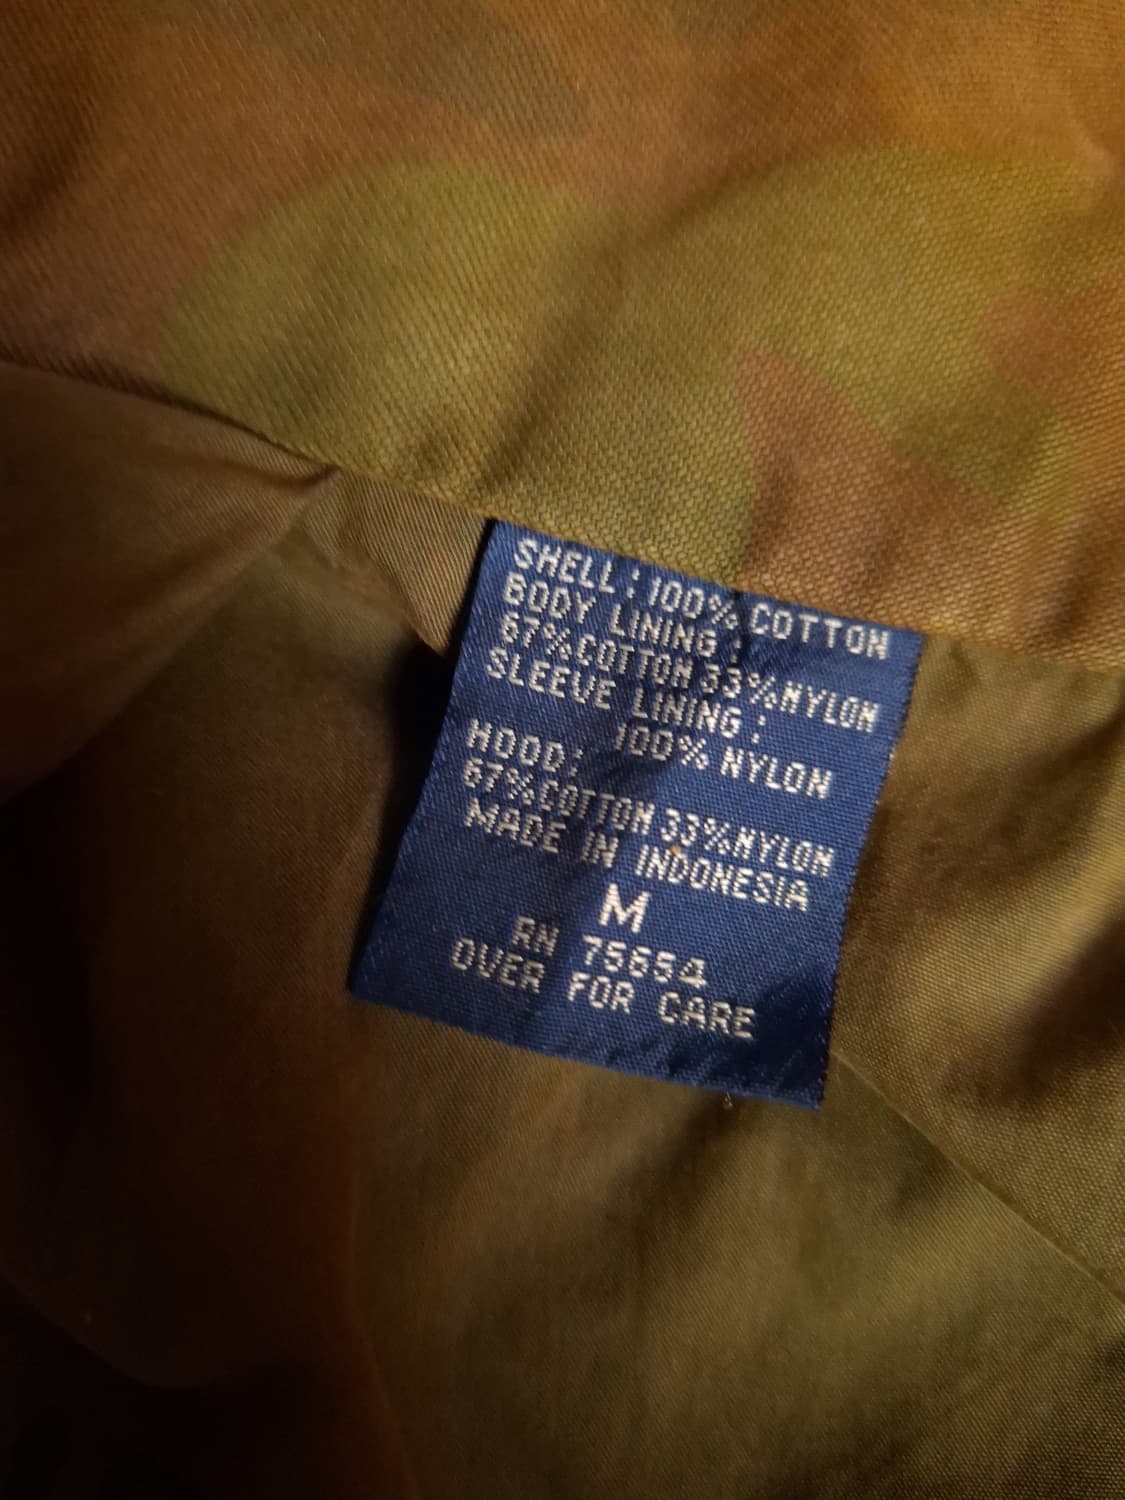 SHELL: 100% COTTON
BODY LINING:
67% COTTON 33% NYLON
SLEEVE LINING:
100% NYLON
HOOD:
67% COTTON 33% NYLON
MADE IN INDONESIA
M
RN 75654
OVER FOR CARE